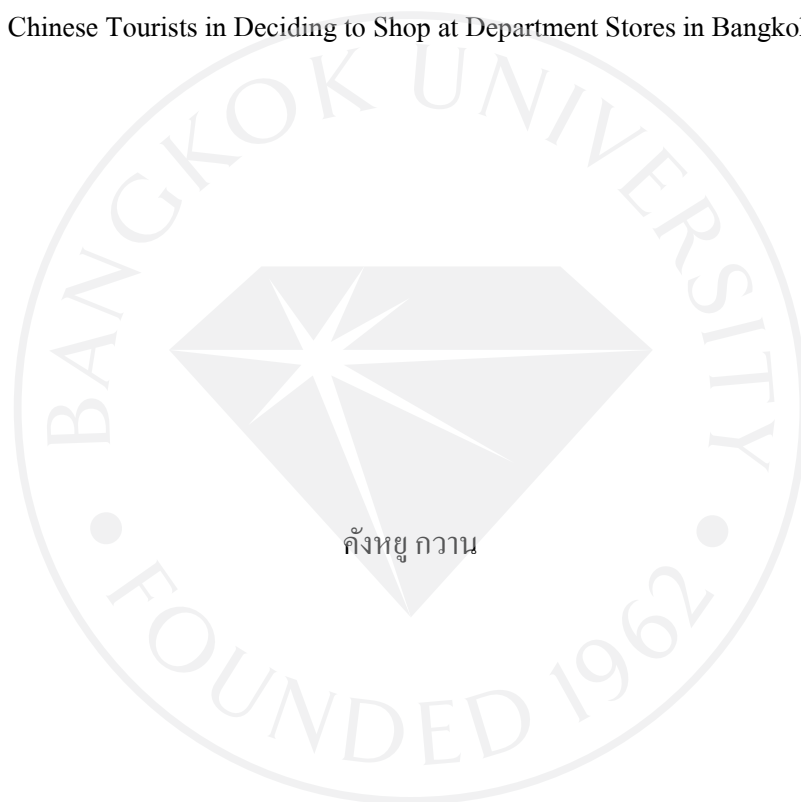 Chinese Tourists in Deciding to Shop at Department Stores in Bangkok
BANGKOK UNIVERSITY
คังหยู กวาน
FOUNDED 1962